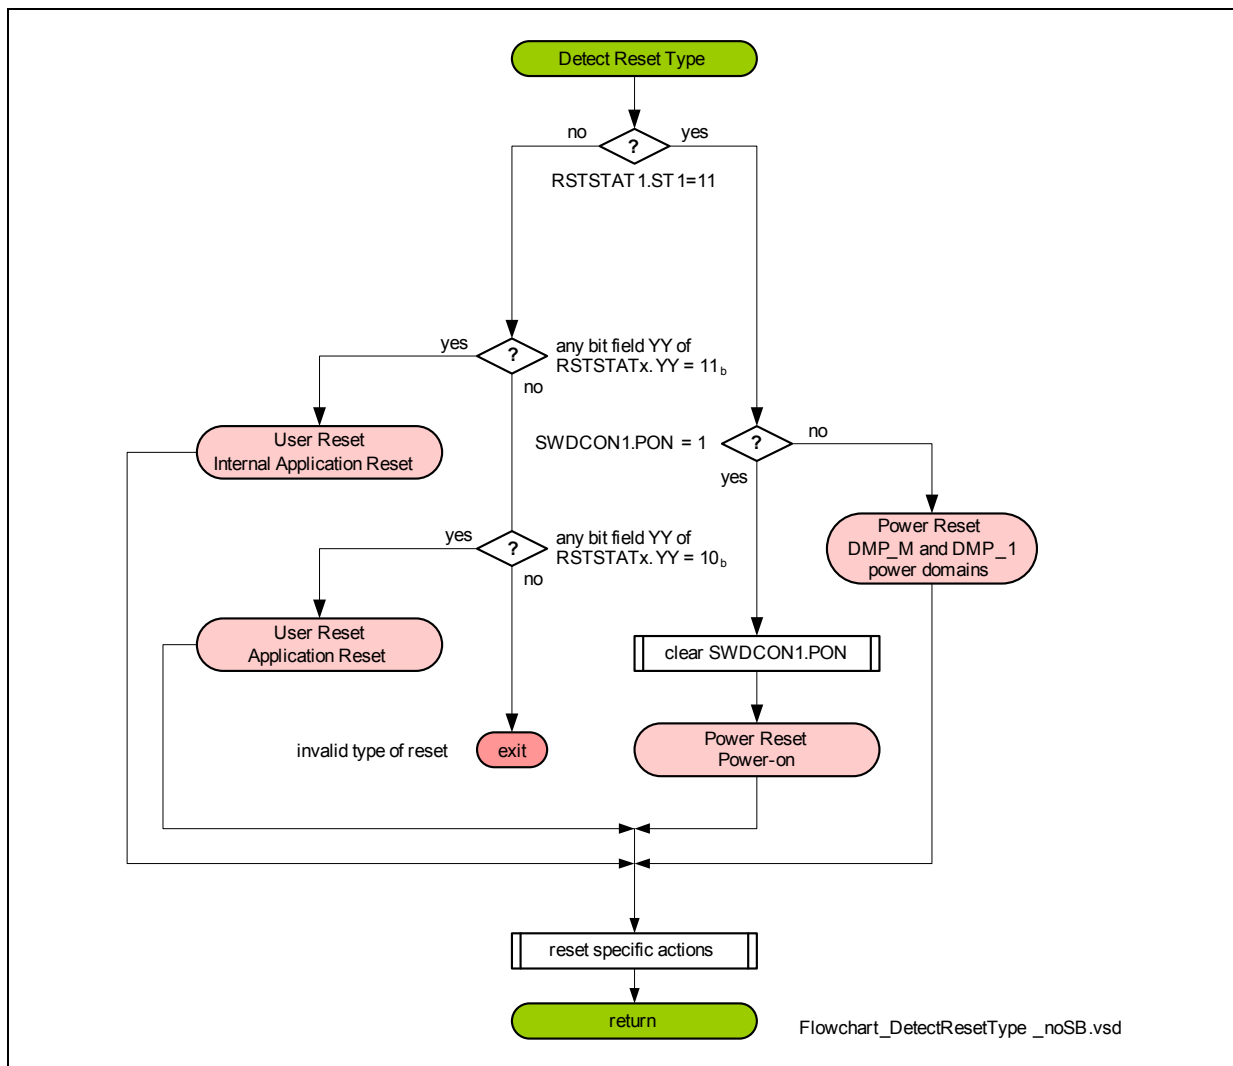 Detect Reset Type
no
?
yes
RSTSTAT1.ST1=11
yes
?
any bit field YY of
RSTSTATx.YY = 11b
no
User Reset
Internal Application Reset
SWDCON1.PON = 1
?
no
yes
yes
?
any bit field YY of
RSTSTATx.YY = 10b
no
Power Reset
DMP_M and DMP_1
power domains
User Reset
Application Reset
clear SWDCON1.PON
invalid type of reset
exit
Power Reset
Power-on
reset specific actions
return
Flowchart_DetectResetType _noSB.vsd